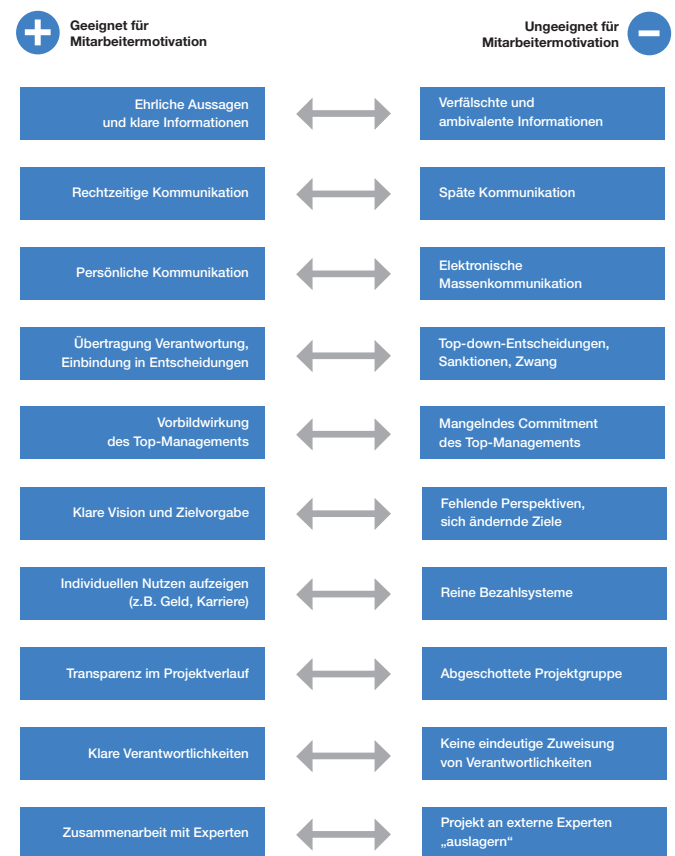 Geeignet für
Mitarbeitermotivation
Ungeeignet für
Mitarbeitermotivation
Ehrliche Aussagen
und klare Informationen
Verfälschte und
ambivalente Informationen
Rechtzeitige Kommunikation
Späte Kommunikation
Persönliche Kommunikation
Elektronische
Massenkommunikation
Übertragung Verantwortung,
Einbindung in Entscheidungen
Top-down-Entscheidungen,
Sanktionen, Zwang
Vorbildwirkung
des Top-Managements
Mangelndes Commitment
des Top-Managements
Klare Vision und Zielvorgabe
Fehlende Perspektiven,
sich ändernde Ziele
Individuellen Nutzen aufzeigen
(z.B. Geld, Karriere)
Reine Bezahlsysteme
Transparenz im Projektverlauf
Abgeschottete Projektgruppe
Klare Verantwortlichkeiten
Keine eindeutige Zuweisung
von Verantwortlichkeiten
Zusammenarbeit mit Experten
Projekt an externe Experten
„auslagern“